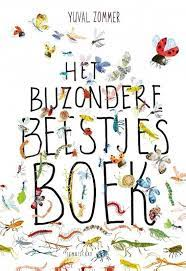 YUVAL ZOMMER
HET
BIJZONDERE
BEESTJES
BOEK